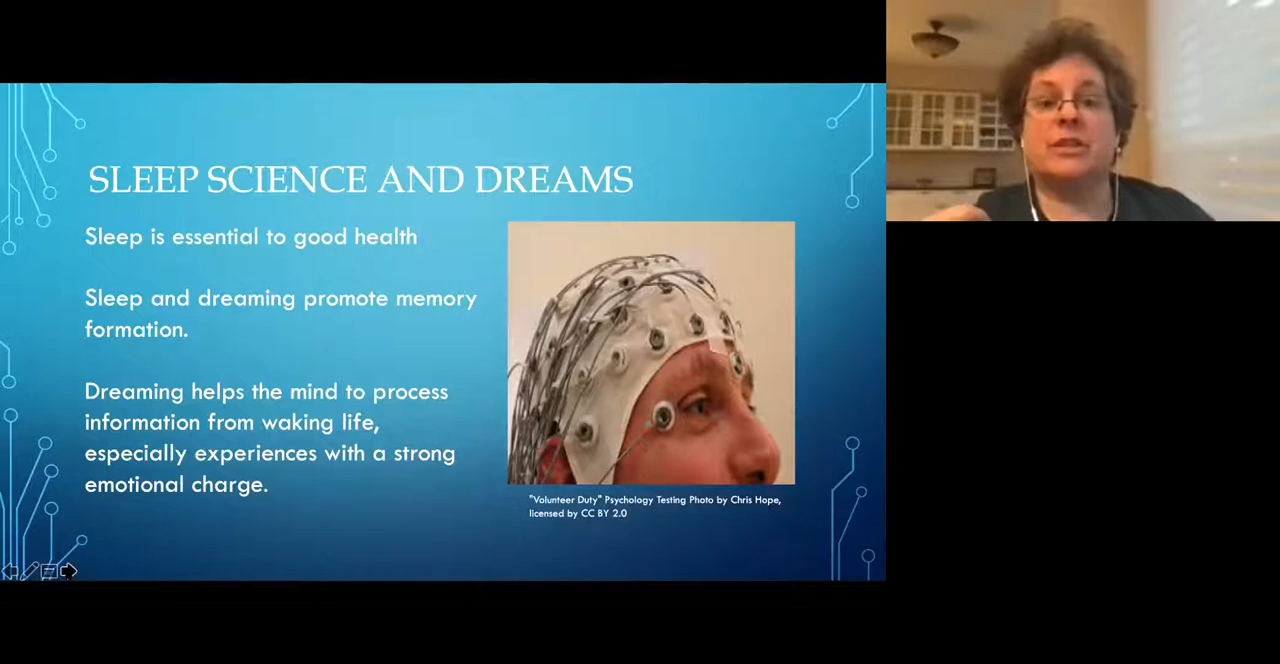 SLEEP SCIENCE AND DREAMS
Sleep is essential to good health
Sleep and dreaming promote memory
formation.
Dreaming helps the mind to process
information from waking life,
especially experiences with a strong
emotional charge.
"Volunteer Duty" Psychology Testing Photo by Chris Hope,
licensed by CC BY 2.0